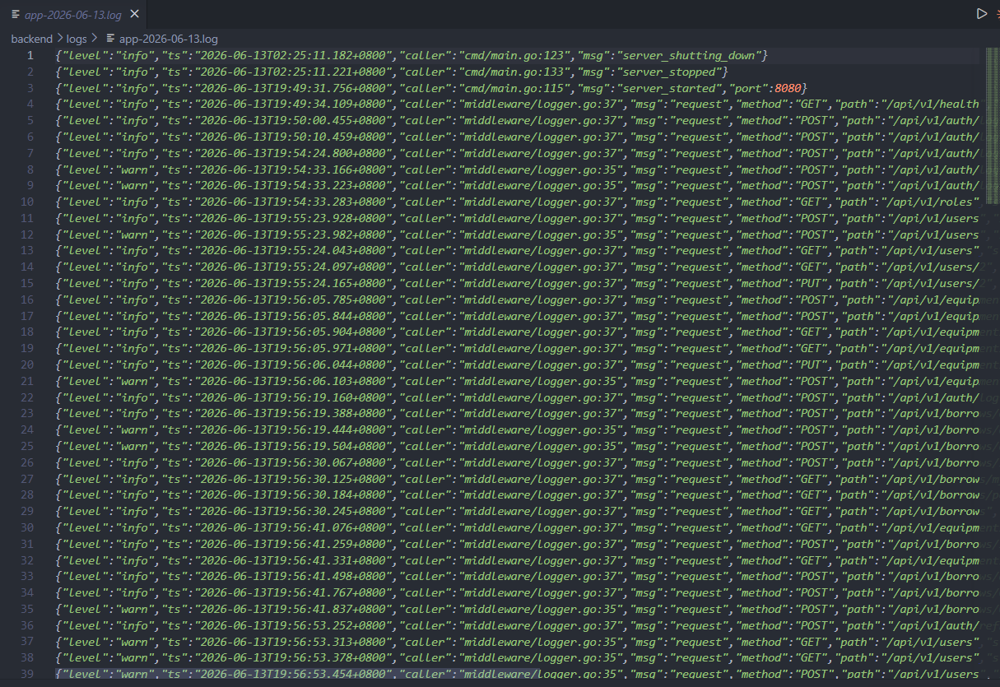 app-2026-06-13.log
backend > logs > app-2026-06-13.log
1 {"level":"info","ts":"2026-06-13T02:25:11.182+0800","caller":"cmd/main.go:123","msg":"server_shutting_down"}
2 {"level":"info","ts":"2026-06-13T02:25:11.221+0800","caller":"cmd/main.go:133","msg":"server_stopped"}
3 {"level":"info","ts":"2026-06-13T19:49:31.756+0800","caller":"cmd/main.go:115","msg":"server_started","port":8080}
4 {"level":"info","ts":"2026-06-13T19:49:34.109+0800","caller":"middleware/logger.go:37","msg":"request","method":"GET","path":"/api/v1/health
5 {"level":"info","ts":"2026-06-13T19:50:00.455+0800","caller":"middleware/logger.go:37","msg":"request","method":"POST","path":"/api/v1/auth/
6 {"level":"info","ts":"2026-06-13T19:50:10.459+0800","caller":"middleware/logger.go:37","msg":"request","method":"POST","path":"/api/v1/auth/
7 {"level":"info","ts":"2026-06-13T19:54:24.800+0800","caller":"middleware/logger.go:37","msg":"request","method":"POST","path":"/api/v1/auth/
8 {"level":"warn","ts":"2026-06-13T19:54:33.166+0800","caller":"middleware/logger.go:35","msg":"request","method":"POST","path":"/api/v1/auth/
9 {"level":"warn","ts":"2026-06-13T19:54:33.223+0800","caller":"middleware/logger.go:35","msg":"request","method":"POST","path":"/api/v1/auth/
10 {"level":"info","ts":"2026-06-13T19:54:33.283+0800","caller":"middleware/logger.go:37","msg":"request","method":"GET","path":"/api/v1/roles"
11 {"level":"info","ts":"2026-06-13T19:55:23.928+0800","caller":"middleware/logger.go:37","msg":"request","method":"POST","path":"/api/v1/users
12 {"level":"warn","ts":"2026-06-13T19:55:23.982+0800","caller":"middleware/logger.go:35","msg":"request","method":"POST","path":"/api/v1/users
13 {"level":"info","ts":"2026-06-13T19:55:24.043+0800","caller":"middleware/logger.go:37","msg":"request","method":"GET","path":"/api/v1/users"
14 {"level":"info","ts":"2026-06-13T19:55:24.097+0800","caller":"middleware/logger.go:37","msg":"request","method":"GET","path":"/api/v1/users/
15 {"level":"info","ts":"2026-06-13T19:55:24.165+0800","caller":"middleware/logger.go:37","msg":"request","method":"PUT","path":"/api/v1/users/
16 {"level":"info","ts":"2026-06-13T19:56:05.785+0800","caller":"middleware/logger.go:37","msg":"request","method":"POST","path":"/api/v1/equip
17 {"level":"info","ts":"2026-06-13T19:56:05.844+0800","caller":"middleware/logger.go:37","msg":"request","method":"POST","path":"/api/v1/equip
18 {"level":"info","ts":"2026-06-13T19:56:05.904+0800","caller":"middleware/logger.go:37","msg":"request","method":"GET","path":"/api/v1/equipm
19 {"level":"info","ts":"2026-06-13T19:56:05.971+0800","caller":"middleware/logger.go:37","msg":"request","method":"GET","path":"/api/v1/equipm
20 {"level":"info","ts":"2026-06-13T19:56:06.044+0800","caller":"middleware/logger.go:37","msg":"request","method":"PUT","path":"/api/v1/equipm
21 {"level":"warn","ts":"2026-06-13T19:56:06.103+0800","caller":"middleware/logger.go:35","msg":"request","method":"POST","path":"/api/v1/equip
22 {"level":"info","ts":"2026-06-13T19:56:19.160+0800","caller":"middleware/logger.go:37","msg":"request","method":"POST","path":"/api/v1/auth/
23 {"level":"info","ts":"2026-06-13T19:56:19.388+0800","caller":"middleware/logger.go:37","msg":"request","method":"POST","path":"/api/v1/borro
24 {"level":"warn","ts":"2026-06-13T19:56:19.444+0800","caller":"middleware/logger.go:35","msg":"request","method":"POST","path":"/api/v1/borro
25 {"level":"warn","ts":"2026-06-13T19:56:19.504+0800","caller":"middleware/logger.go:35","msg":"request","method":"POST","path":"/api/v1/borro
26 {"level":"info","ts":"2026-06-13T19:56:30.067+0800","caller":"middleware/logger.go:37","msg":"request","method":"POST","path":"/api/v1/borro
27 {"level":"info","ts":"2026-06-13T19:56:30.125+0800","caller":"middleware/logger.go:37","msg":"request","method":"GET","path":"/api/v1/borrow
28 {"level":"info","ts":"2026-06-13T19:56:30.184+0800","caller":"middleware/logger.go:37","msg":"request","method":"GET","path":"/api/v1/borrow
29 {"level":"info","ts":"2026-06-13T19:56:30.245+0800","caller":"middleware/logger.go:37","msg":"request","method":"GET","path":"/api/v1/borrow
30 {"level":"info","ts":"2026-06-13T19:56:41.076+0800","caller":"middleware/logger.go:37","msg":"request","method":"GET","path":"/api/v1/equipm
31 {"level":"info","ts":"2026-06-13T19:56:41.259+0800","caller":"middleware/logger.go:37","msg":"request","method":"POST","path":"/api/v1/borro
32 {"level":"info","ts":"2026-06-13T19:56:41.331+0800","caller":"middleware/logger.go:37","msg":"request","method":"GET","path":"/api/v1/equipm
33 {"level":"info","ts":"2026-06-13T19:56:41.498+0800","caller":"middleware/logger.go:37","msg":"request","method":"POST","path":"/api/v1/borro
34 {"level":"info","ts":"2026-06-13T19:56:41.767+0800","caller":"middleware/logger.go:37","msg":"request","method":"POST","path":"/api/v1/borro
35 {"level":"warn","ts":"2026-06-13T19:56:41.837+0800","caller":"middleware/logger.go:35","msg":"request","method":"POST","path":"/api/v1/borro
36 {"level":"info","ts":"2026-06-13T19:56:53.252+0800","caller":"middleware/logger.go:37","msg":"request","method":"POST","path":"/api/v1/auth/
37 {"level":"warn","ts":"2026-06-13T19:56:53.313+0800","caller":"middleware/logger.go:35","msg":"request","method":"GET","path":"/api/v1/users"
38 {"level":"warn","ts":"2026-06-13T19:56:53.378+0800","caller":"middleware/logger.go:35","msg":"request","method":"GET","path":"/api/v1/users"
39 {"level":"warn","ts":"2026-06-13T19:56:53.454+0800","caller":"middleware/logger.go:35","msg":"request","method":"POST","path":"/api/v1/users